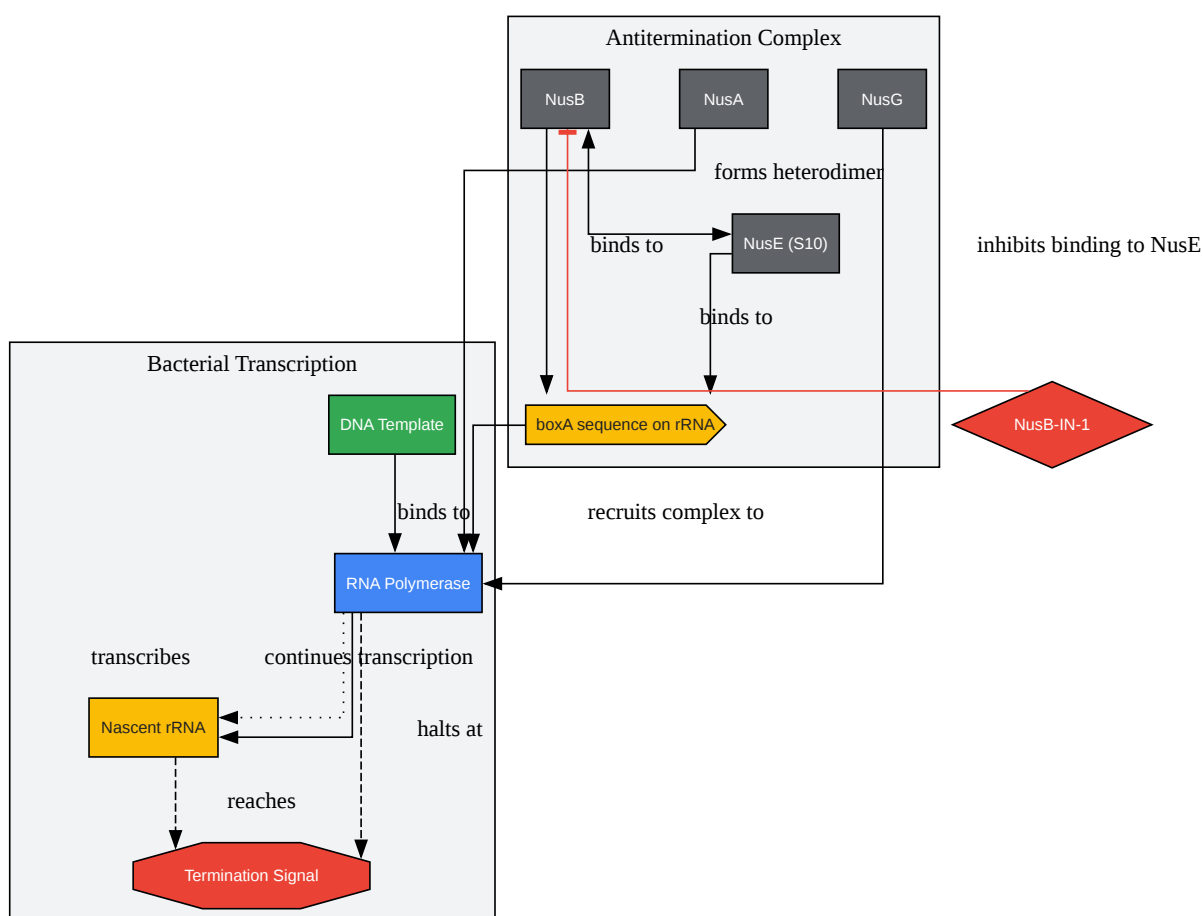 Antitermination Complex
NusB
NusA
NusG
forms heterodimer
binds to
NusE (S10)
inhibits binding to NusE
binds to
Bacterial Transcription
DNA Template
boxA sequence on rRNA
NusB-IN-1
binds to
recruits complex to
RNA Polymerase
transcribes
continues transcription
Nascent rRNA
halts at
reaches
Termination Signal